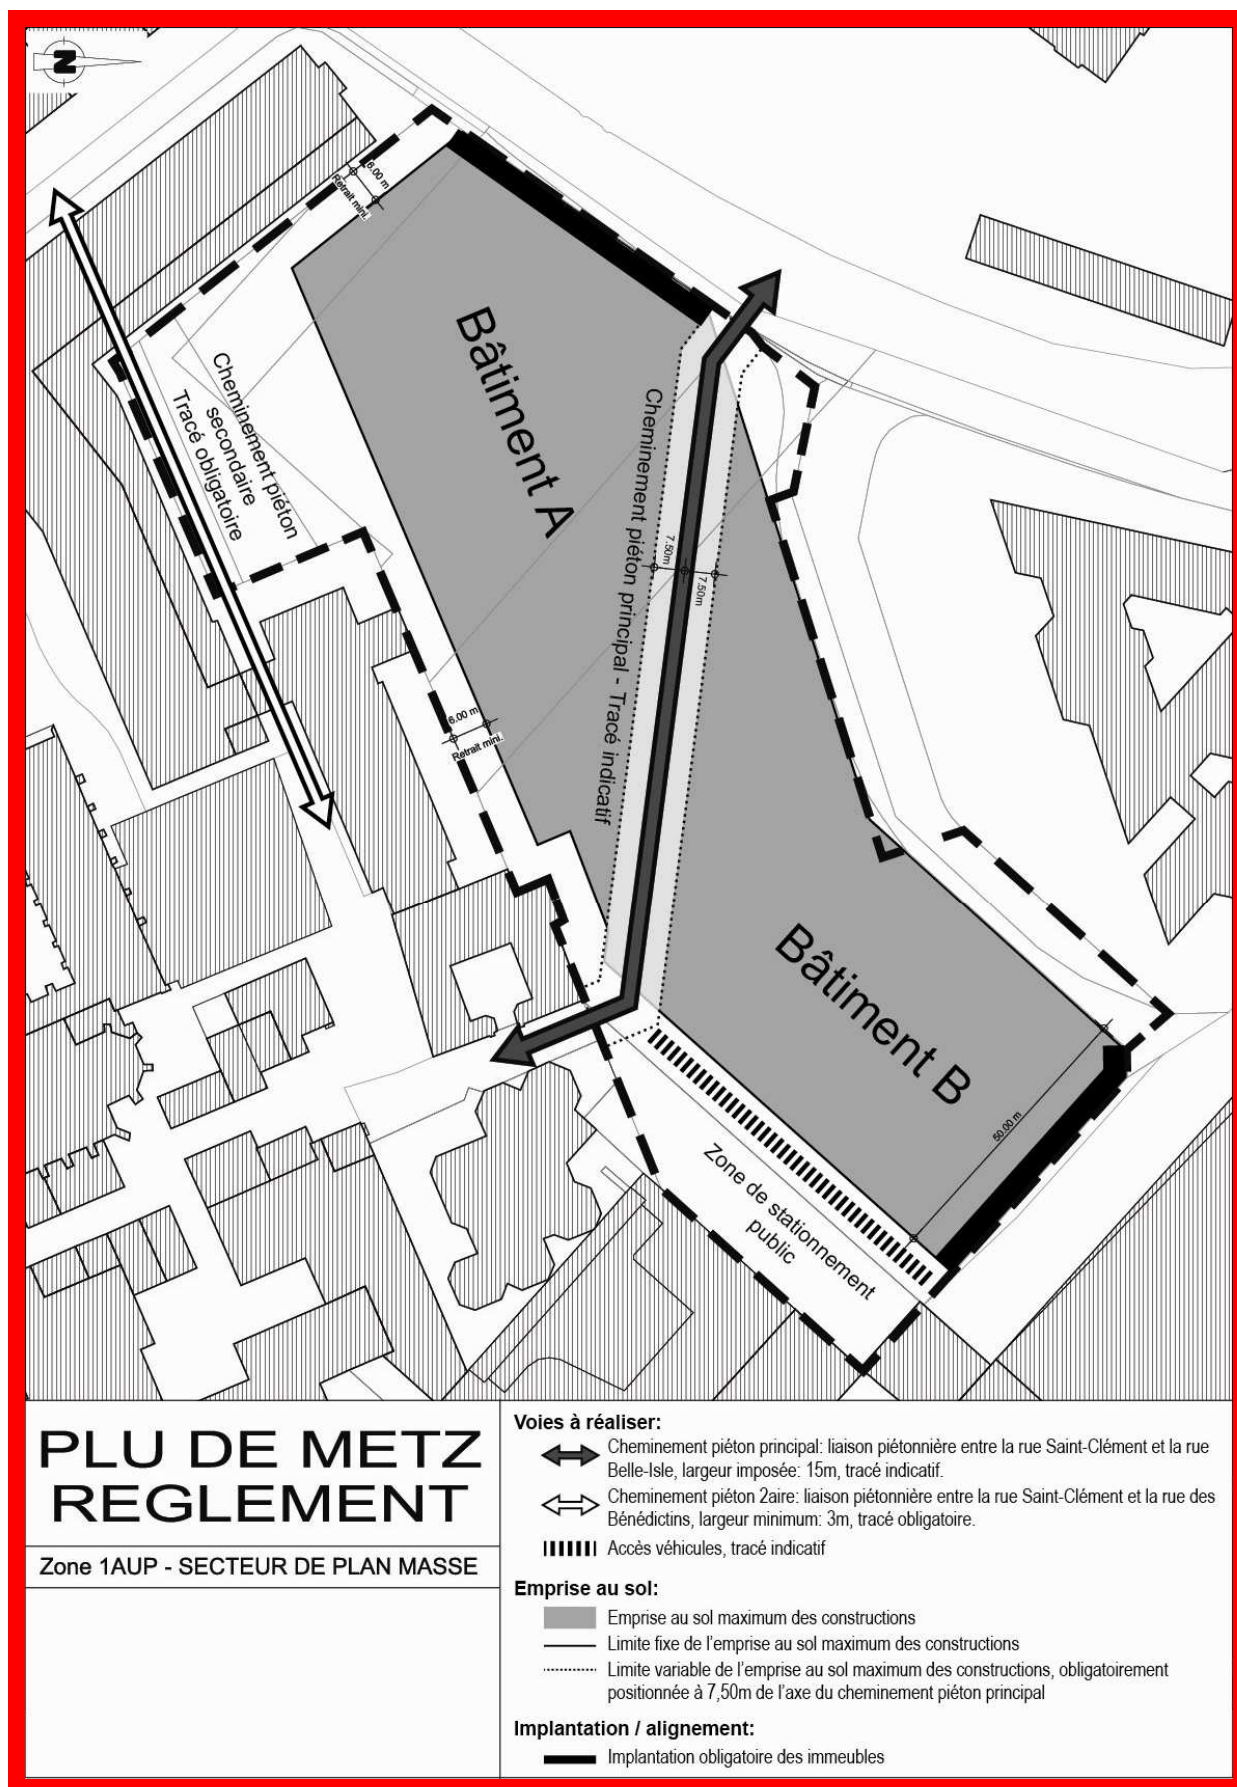 N
6.00 m
Retrait mini.
Bâtiment A
Cheminement piéton
secondaire
Tracé obligatoire
Cheminement piéton principal - Tracé indicatif
7.50m
7.50m
6.00 m
Retrait mini.
Bâtiment B
50.00 m
Zone de stationnement
public
PLU DE METZ
REGLEMENT
Zone 1AUP - SECTEUR DE PLAN MASSE
Voies à réaliser:
Cheminement piéton principal: liaison piétonnière entre la rue Saint-Clément et la rue
Belle-Isle, largeur imposée: 15m, tracé indicatif.
Cheminement piéton 2aire: liaison piétonnière entre la rue Saint-Clément et la rue des
Bénédictins, largeur minimum: 3m, tracé obligatoire.
Accès véhicules, tracé indicatif
Emprise au sol:
Emprise au sol maximum des constructions
Limite fixe de l'emprise au sol maximum des constructions
Limite variable de l'emprise au sol maximum des constructions, obligatoirement
positionnée à 7,50m de l'axe du cheminement piéton principal
Implantation / alignement:
Implantation obligatoire des immeubles